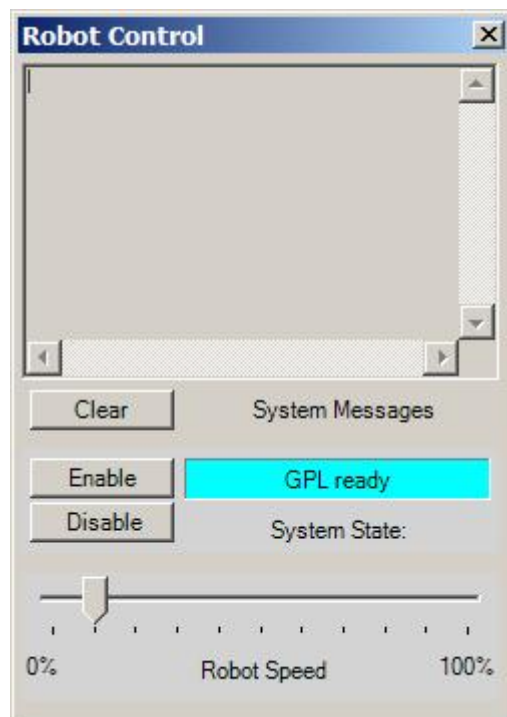 Robot Control
Clear
System Messages
Enable
GPL ready
Disable
System State:
0%
Robot Speed
100%